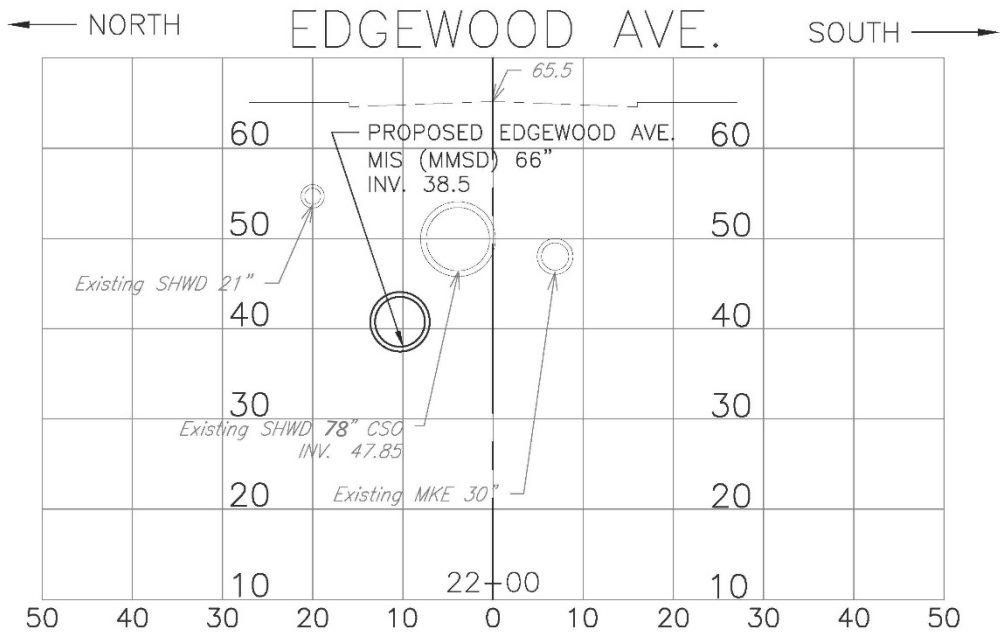 NORTH
EDGEWOOD AVE.
SOUTH
65.5
60
PROPOSED EDGEWOOD AVE.
MIS (MMSD) 66"
INV. 38.5
60
50
50
Existing SHWD 21"
40
40
30
30
Existing SHWD 78" CSO
INV. 47.85
20
Existing MKE 30"
20
10
22+00
10
50 40 30 20 10 0 10 20 30 40 50